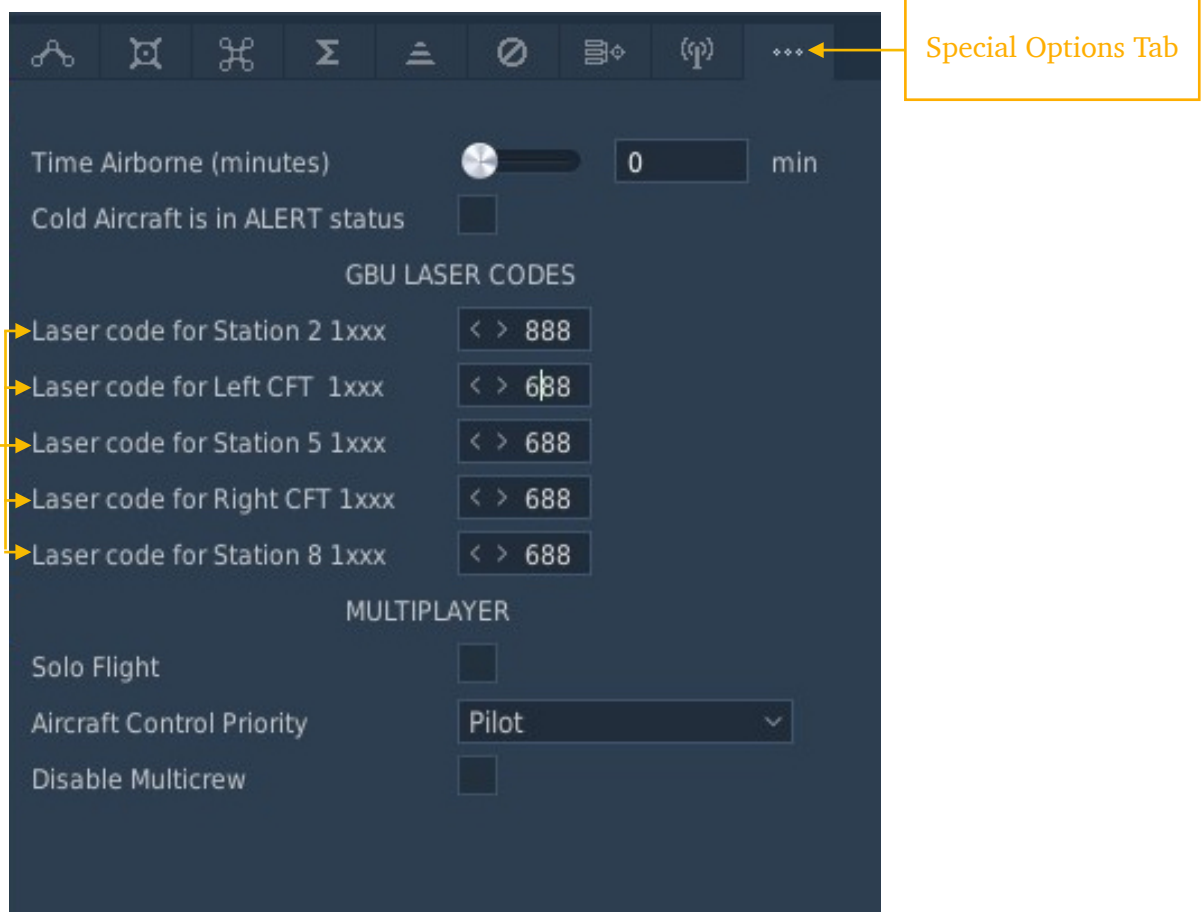 Special Options Tab
Time Airborne (minutes) 0 min
Cold Aircraft is in ALERT status
GBU LASER CODES
Laser code for Station 2 1xxx < > 888
Laser code for Left CFT 1xxx < > 688
Laser code for Station 5 1xxx < > 688
Laser code for Right CFT 1xxx < > 688
Laser code for Station 8 1xxx < > 688
MULTIPLAYER
Solo Flight
Aircraft Control Priority Pilot
Disable Multicrew